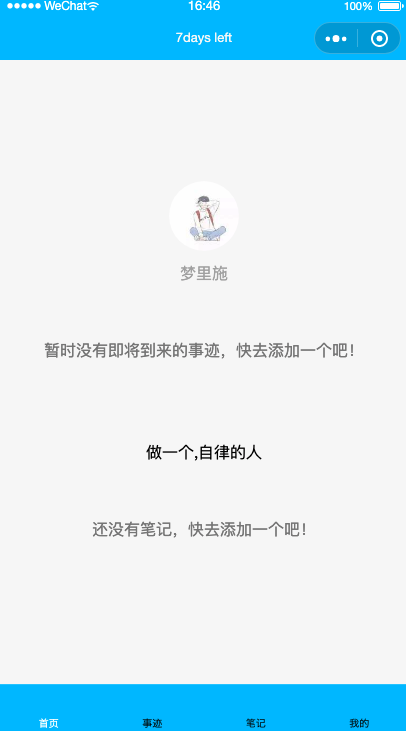 WeChat 16:46 100%
7days left
梦里施
暂时没有即将到来的事迹，快去添加一个吧！
做一个,自律的人
还没有笔记，快去添加一个吧！
首页 事迹 笔记 我的